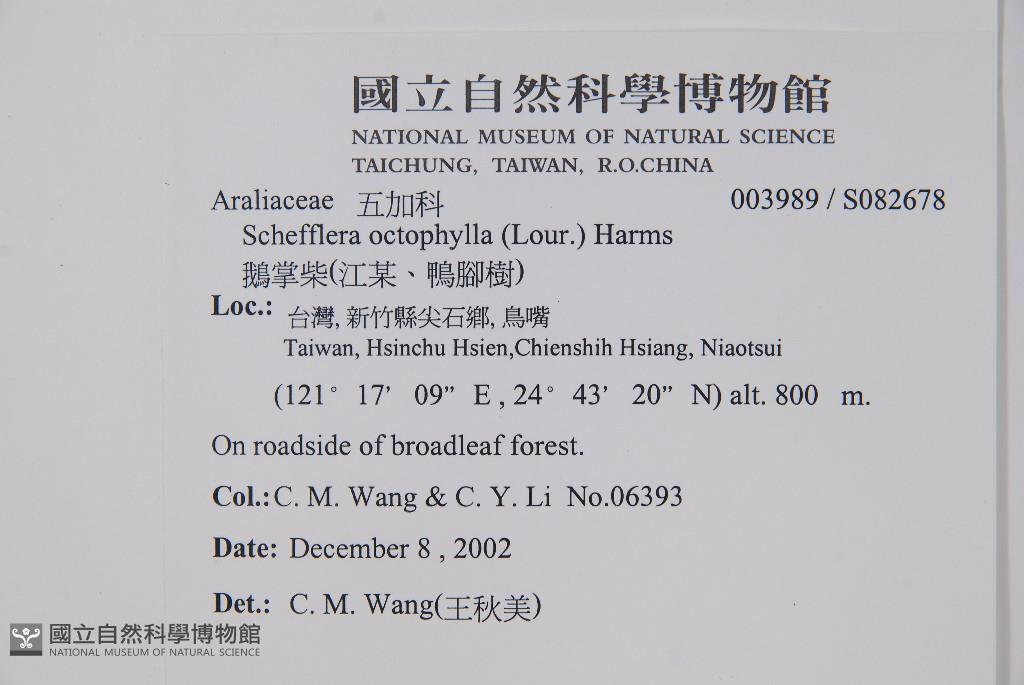 國立自然科學博物館
NATIONAL MUSEUM OF NATURAL SCIENCE
TAICHUNG, TAIWAN, R.O.CHINA
Araliaceae 五加科 003989 / S082678
Schefflera octophylla (Lour.) Harms
鵝掌柴(江某、鴨腳樹)
Loc.: 台灣, 新竹縣尖石鄉, 鳥嘴
Taiwan, Hsinchu Hsien,Chienshih Hsiang, Niaotsui
(121° 17’ 09” E , 24° 43’ 20” N) alt. 800 m.
On roadside of broadleaf forest.
Col.: C. M. Wang & C. Y. Li No.06393
Date: December 8 , 2002
Det.: C. M. Wang(王秋美)
國立自然科學博物館
NATIONAL MUSEUM OF NATURAL SCIENCE